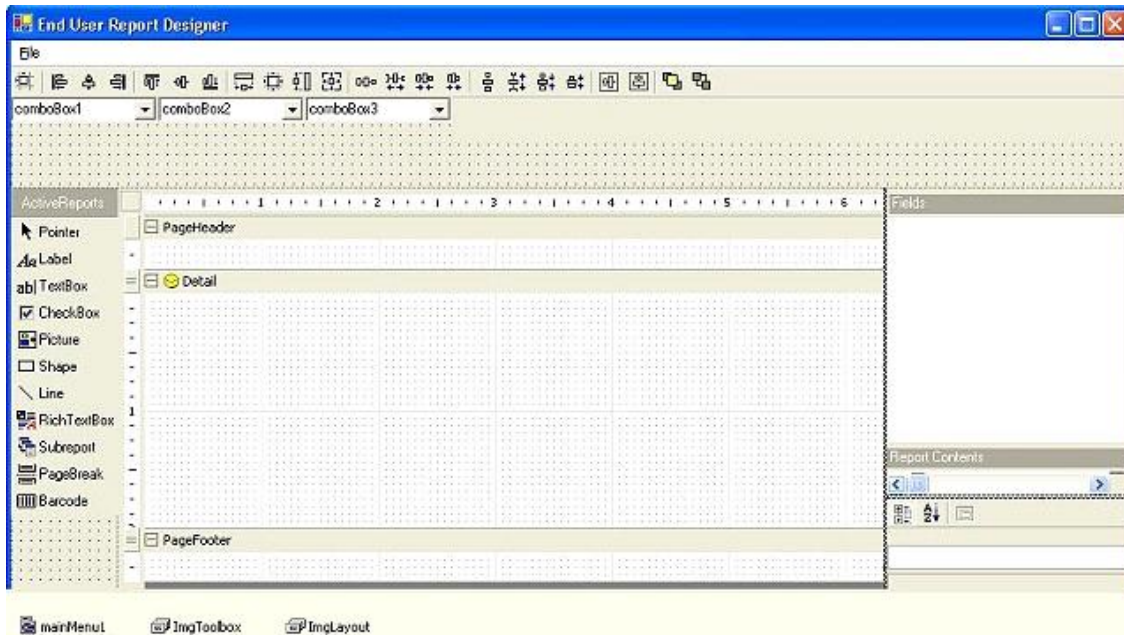 End User Report Designer
File
comboBox1 comboBox2 comboBox3
ActiveReports
1 2 3 4 5 6
Fields
Pointer
PageHeader
Label
TextBox
Detail
CheckBox
Picture
Shape
Line
1
RichTextBox
Subreport
Report Contents
PageBreak
Barcode
PageFooter
mainMenu1 ImgToolbox ImgLayout